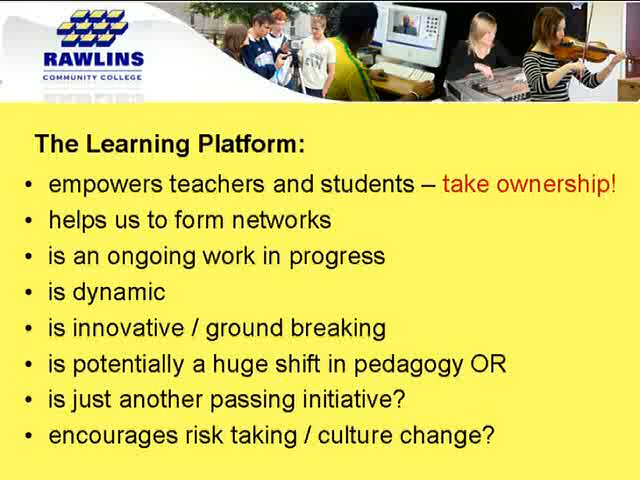 RAWLINS
COMMUNITY COLLEGE
The Learning Platform:
• empowers teachers and students – take ownership!
• helps us to form networks
• is an ongoing work in progress
• is dynamic
• is innovative / ground breaking
• is potentially a huge shift in pedagogy OR
• is just another passing initiative?
• encourages risk taking / culture change?